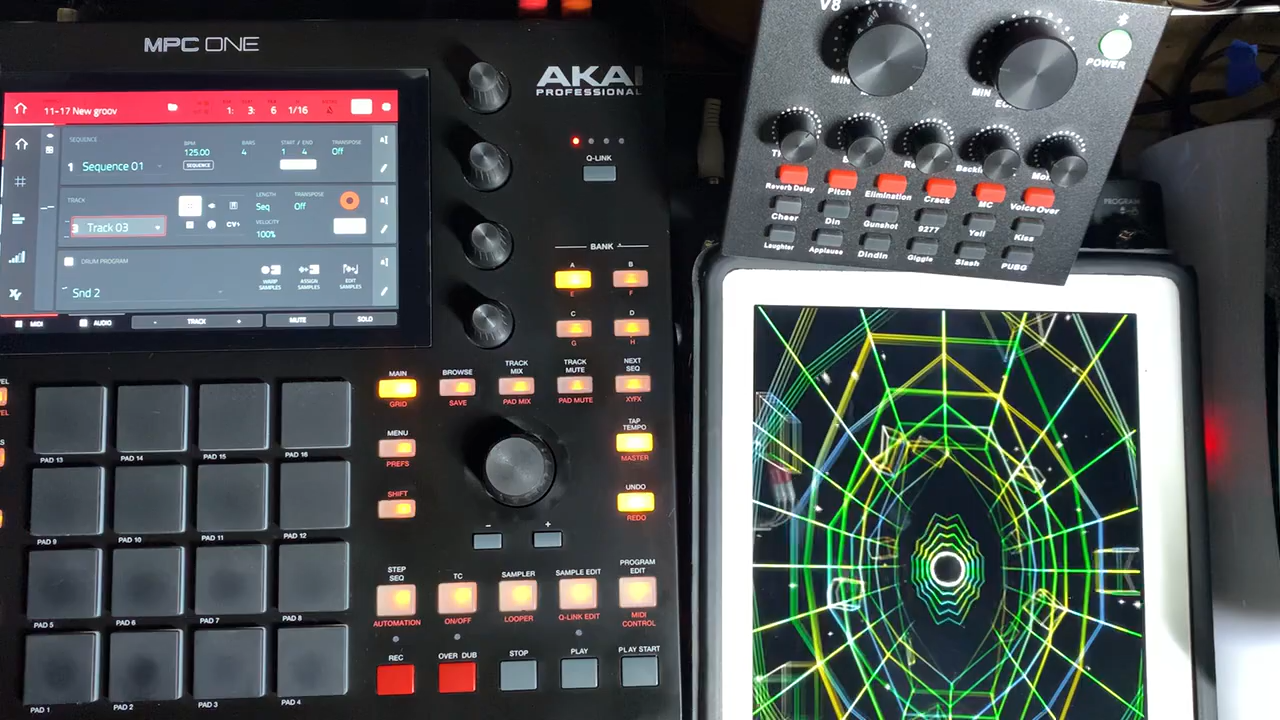 MPC ONE
AKAI
PROFESSIONAL
11-17 New groov
1: 3: 6 1/16
SEQUENCE
1 Sequence 01
BPM
125.00
SEQUENCE
BARS
4
START / END
1 4
TRANSPOSE
Off
TRACK
3 Track 03
LENGTH
Seq
TRANSPOSE
Off
CV
VELOCITY
100%
DRUM PROGRAM
Snd 2
WARP SAMPLES
ASSIGN SAMPLES
EDIT SAMPLES
MIDI
AUDIO
- TRACK +
MUTE
SOLO
Q-LINK
BANK
A
B
E
F
C
D
G
H
MAIN
GRID
BROWSE
SAVE
TRACK MIX
PAD MIX
TRACK MUTE
PAD MUTE
NEXT SEQ
XYFX
MENU
PREFS
TAP TEMPO
MASTER
SHIFT
UNDO
REDO
- +
PAD 13
PAD 14
PAD 15
PAD 16
PAD 9
PAD 10
PAD 11
PAD 12
PAD 5
PAD 6
PAD 7
PAD 8
PAD 1
PAD 2
PAD 3
PAD 4
STEP SEQ
AUTOMATION
TC
ON/OFF
SAMPLER
LOOPER
SAMPLE EDIT
Q-LINK EDIT
PROGRAM EDIT
MIDI CONTROL
REC
OVER DUB
STOP
PLAY
PLAY START
V8
MIN
MIN
POWER
Reverb Delay
Pitch
Elimination
Crack
MC
Voice Over
Cheer
Din
Gunshot
9277
Yell
Kiss
Laughter
Applause
DinDin
Giggle
Slash
PUBG
PROGRAM